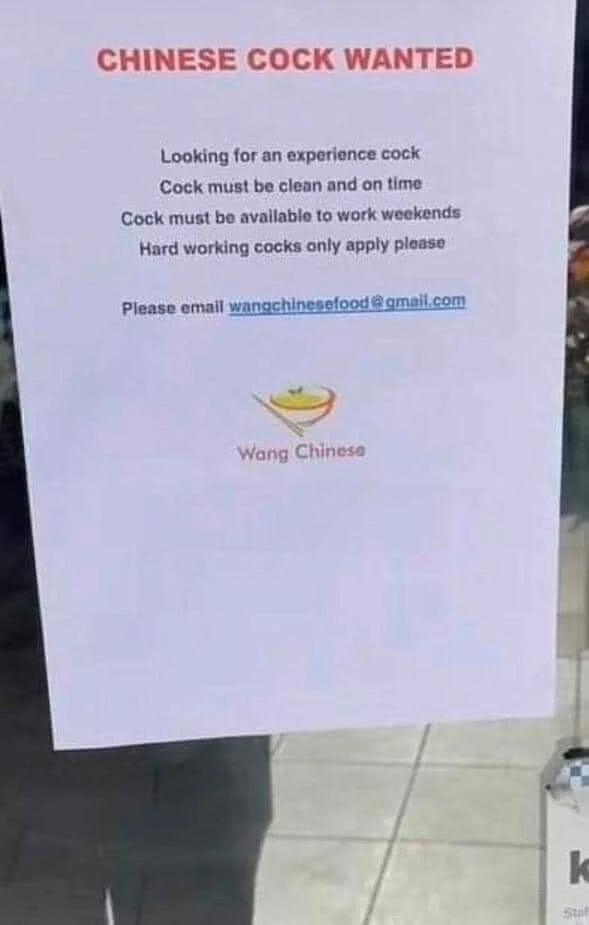 CHINESE COCK WANTED
Looking for an experience cock
Cock must be clean and on time
Cock must be available to work weekends
Hard working cocks only apply please
Please email wangchinesefood@gmail.com
Wang Chinese
k